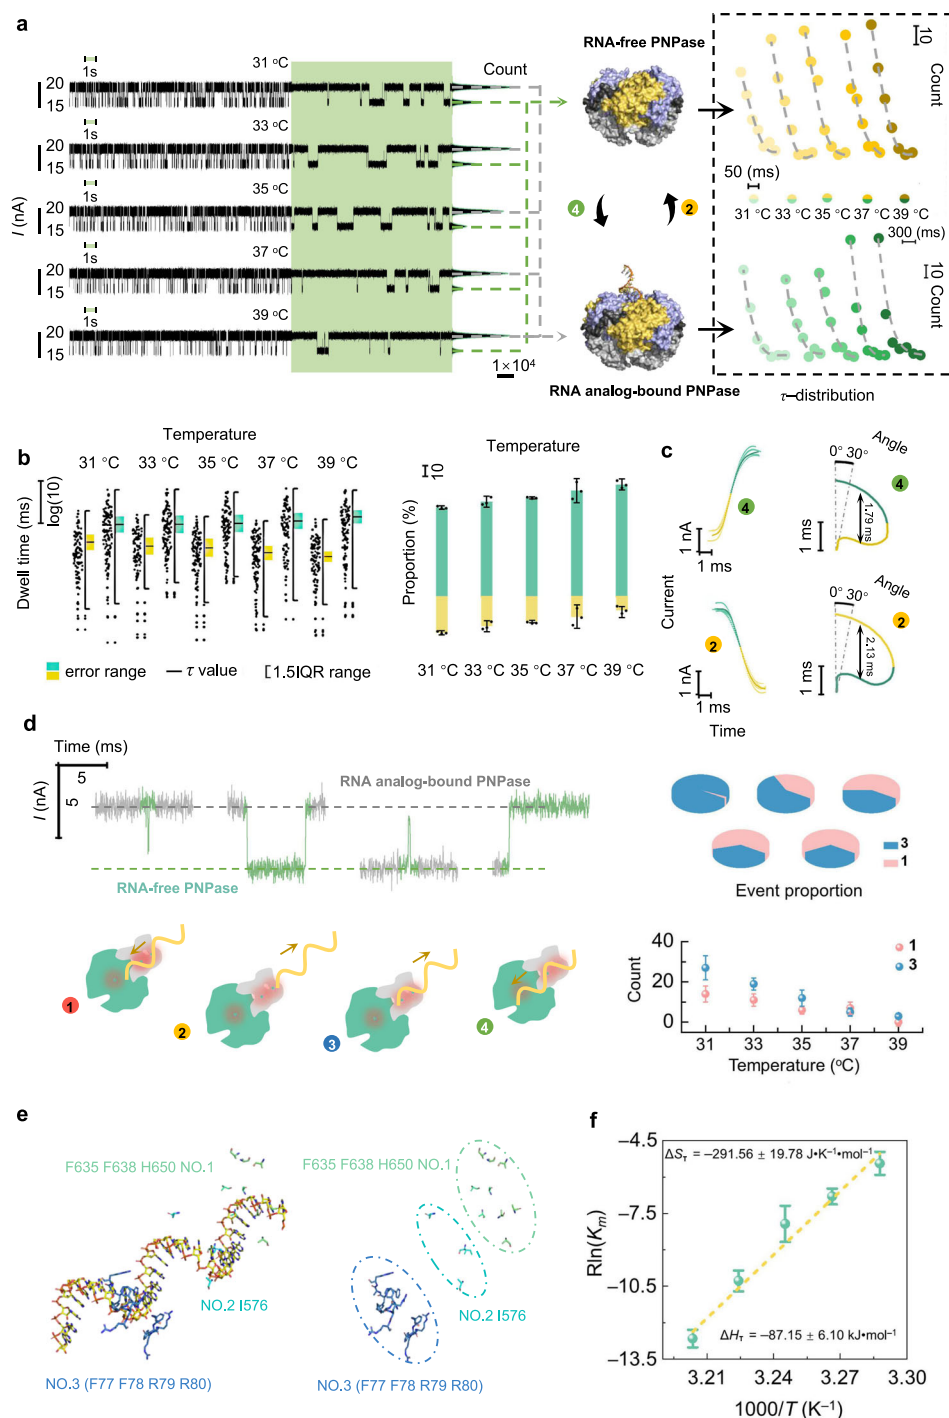 a
1s
31 °C
20
15
1s
33 °C
20
15
1s
35 °C
20
15
1s
37 °C
20
15
1s
39 °C
20
15
I (nA)
Count
1×10⁴
RNA-free PNPase
4
2
RNA analog-bound PNPase
10
Count
50 (ms)
31 °C 33 °C 35 °C 37 °C 39 °C
300 (ms)
10 Count
τ–distribution
b
Temperature
31 °C 33 °C 35 °C 37 °C 39 °C
Dwell time (ms)
log(10)
error range
τ value
1.5IQR range
Temperature
10
Proportion (%)
31 °C 33 °C 35 °C 37 °C 39 °C
c
Current
4
1 nA
1 ms
0° 30°
Angle
4
1 ms
1.79 ms
2
1 nA
1 ms
0° 30°
Angle
2
1 ms
2.13 ms
Time
d
Time (ms)
5
I (nA)
5
RNA analog-bound PNPase
RNA-free PNPase
1
2
3
4
3
1
Event proportion
40
20
0
Count
1
3
31 33 35 37 39
Temperature (°C)
e
F635 F638 H650 NO.1
NO.2 I576
NO.3 (F77 F78 R79 R80)
F635 F638 H650 NO.1
NO.2 I576
NO.3 (F77 F78 R79 R80)
f
−4.5
−7.5
−10.5
−13.5
Rln(Km)
ΔST = −291.56 ± 19.78 J•K⁻¹•mol⁻¹
ΔHT = −87.15 ± 6.10 kJ•mol⁻¹
3.21 3.24 3.27 3.30
1000/T (K⁻¹)